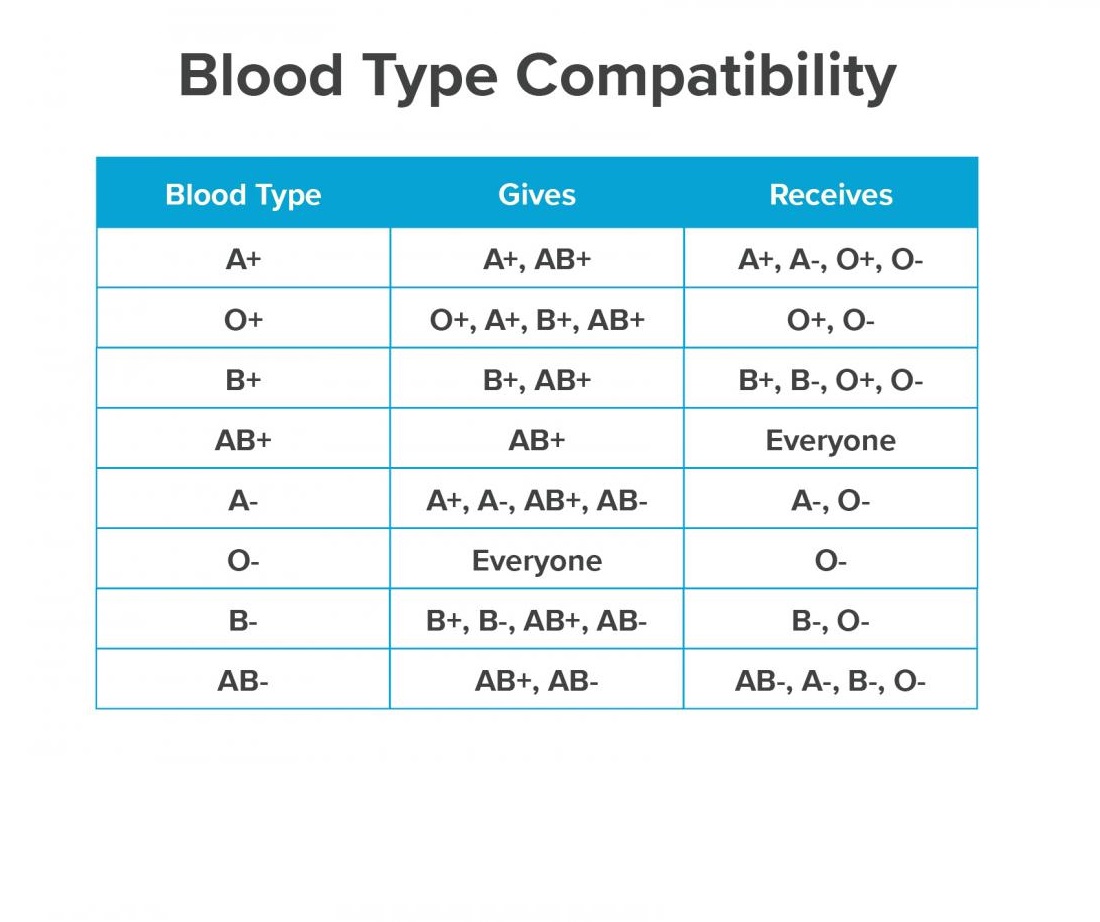 Blood Type Compatibility
Blood Type Gives Receives
A+ A+, AB+ A+, A-, O+, O-
O+ O+, A+, B+, AB+ O+, O-
B+ B+, AB+ B+, B-, O+, O-
AB+ AB+ Everyone
A- A+, A-, AB+, AB- A-, O-
O- Everyone O-
B- B+, B-, AB+, AB- B-, O-
AB- AB+, AB- AB-, A-, B-, O-